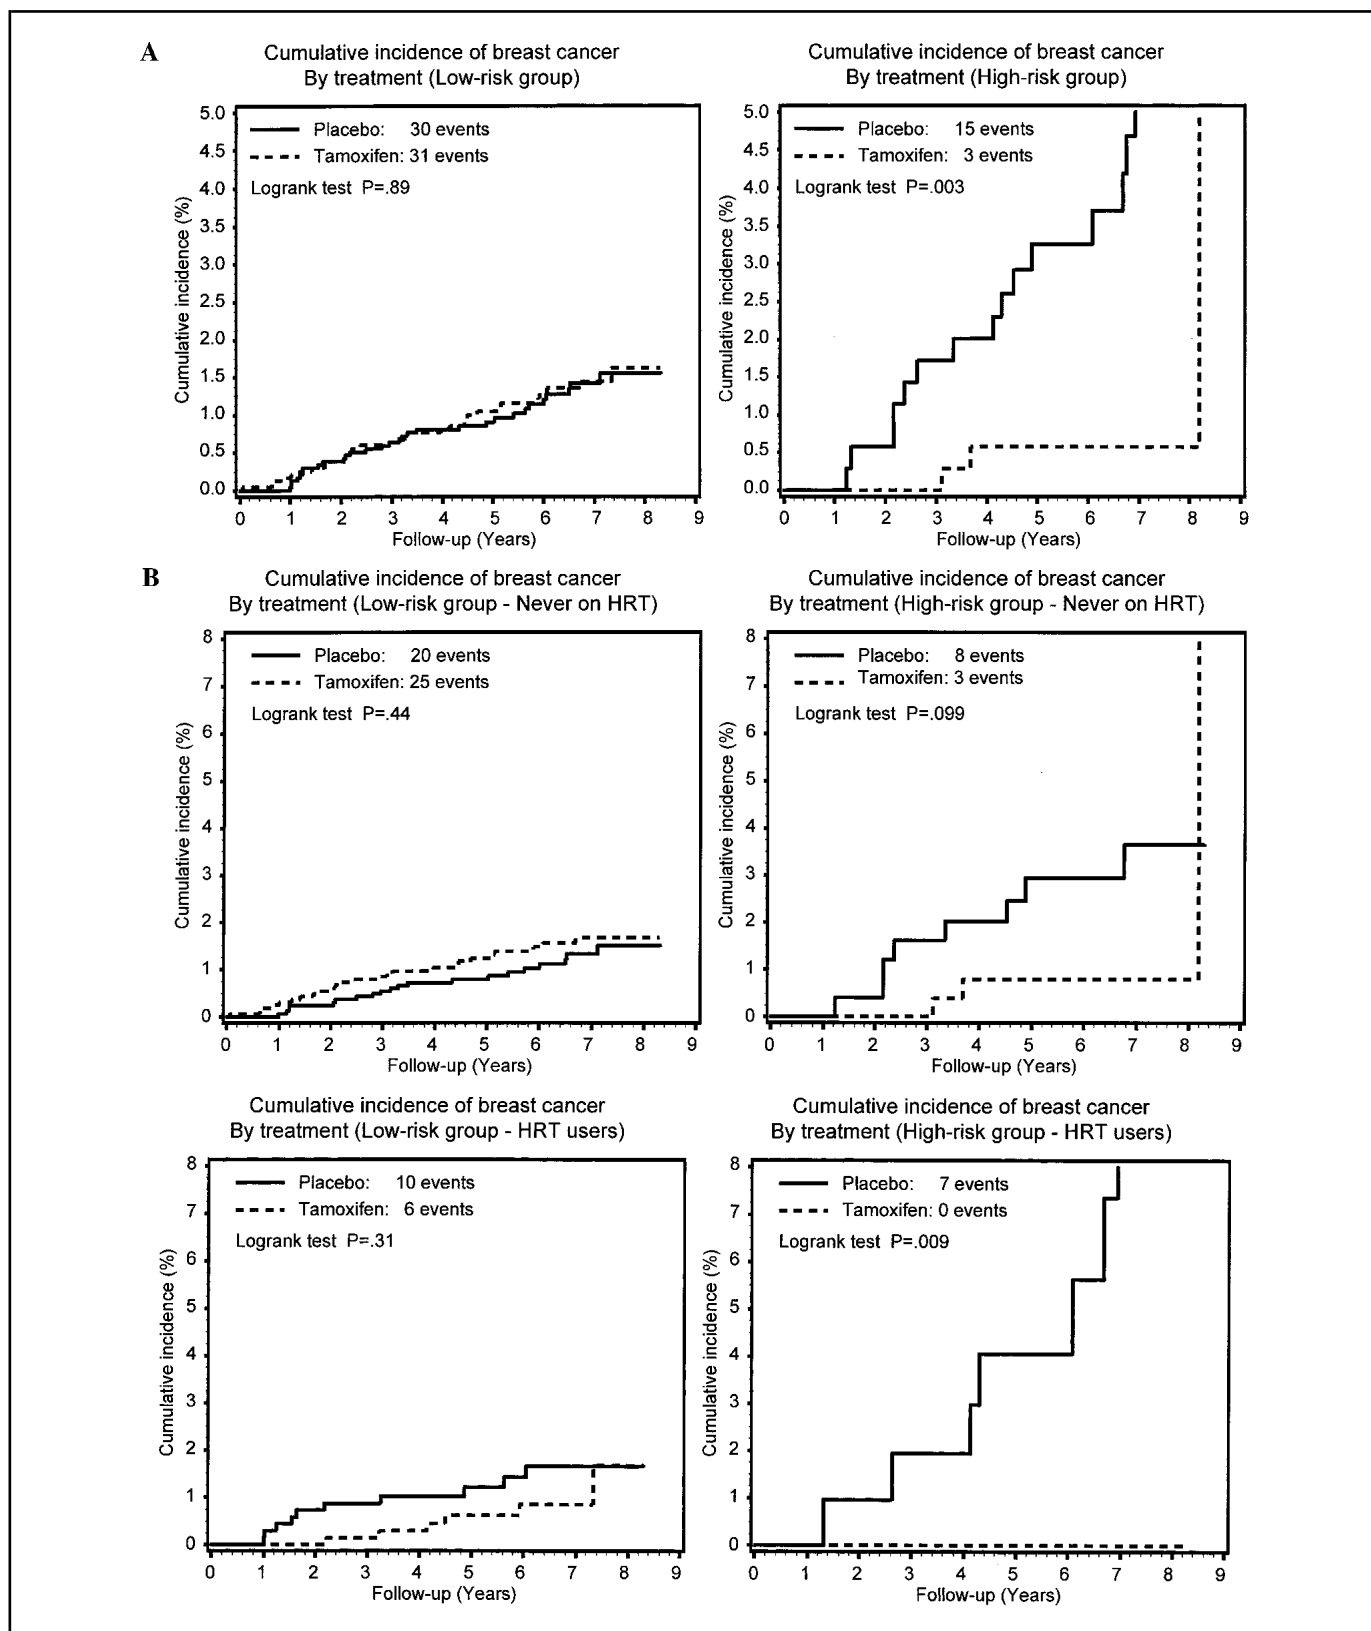 A
Cumulative incidence of breast cancer
By treatment (Low-risk group)
Placebo: 30 events
Tamoxifen: 31 events
Logrank test P=.89
Cumulative incidence (%)
5.0
4.5
4.0
3.5
3.0
2.5
2.0
1.5
1.0
0.5
0.0
0 1 2 3 4 5 6 7 8 9
Follow-up (Years)
Cumulative incidence of breast cancer
By treatment (High-risk group)
Placebo: 15 events
Tamoxifen: 3 events
Logrank test P=.003
Cumulative incidence (%)
5.0
4.5
4.0
3.5
3.0
2.5
2.0
1.5
1.0
0.5
0.0
0 1 2 3 4 5 6 7 8 9
Follow-up (Years)
B
Cumulative incidence of breast cancer
By treatment (Low-risk group - Never on HRT)
Placebo: 20 events
Tamoxifen: 25 events
Logrank test P=.44
Cumulative incidence (%)
8
7
6
5
4
3
2
1
0
0 1 2 3 4 5 6 7 8 9
Follow-up (Years)
Cumulative incidence of breast cancer
By treatment (High-risk group - Never on HRT)
Placebo: 8 events
Tamoxifen: 3 events
Logrank test P=.099
Cumulative incidence (%)
8
7
6
5
4
3
2
1
0
0 1 2 3 4 5 6 7 8 9
Follow-up (Years)
Cumulative incidence of breast cancer
By treatment (Low-risk group - HRT users)
Placebo: 10 events
Tamoxifen: 6 events
Logrank test P=.31
Cumulative incidence (%)
8
7
6
5
4
3
2
1
0
0 1 2 3 4 5 6 7 8 9
Follow-up (Years)
Cumulative incidence of breast cancer
By treatment (High-risk group - HRT users)
Placebo: 7 events
Tamoxifen: 0 events
Logrank test P=.009
Cumulative incidence (%)
8
7
6
5
4
3
2
1
0
0 1 2 3 4 5 6 7 8 9
Follow-up (Years)